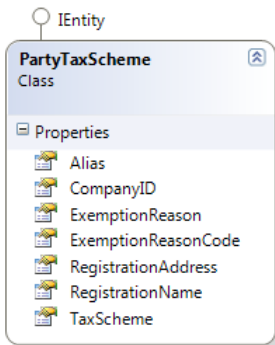 IEntity
PartyTaxScheme
Class
Properties
Alias
CompanyID
ExemptionReason
ExemptionReasonCode
RegistrationAddress
RegistrationName
TaxScheme